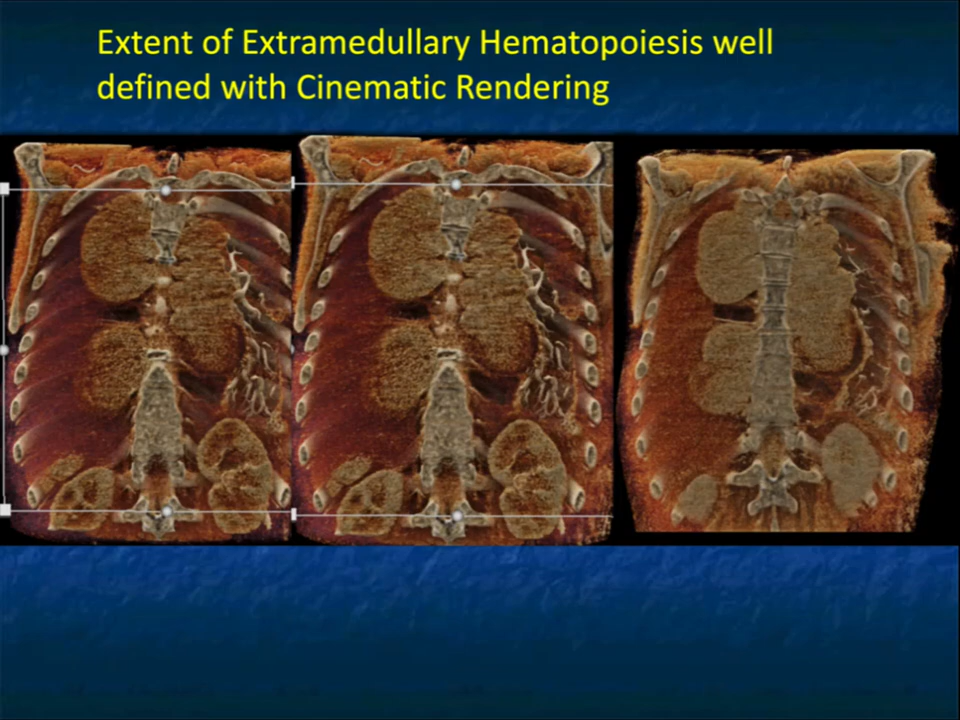 Extent of Extramedullary Hematopoiesis well
defined with Cinematic Rendering